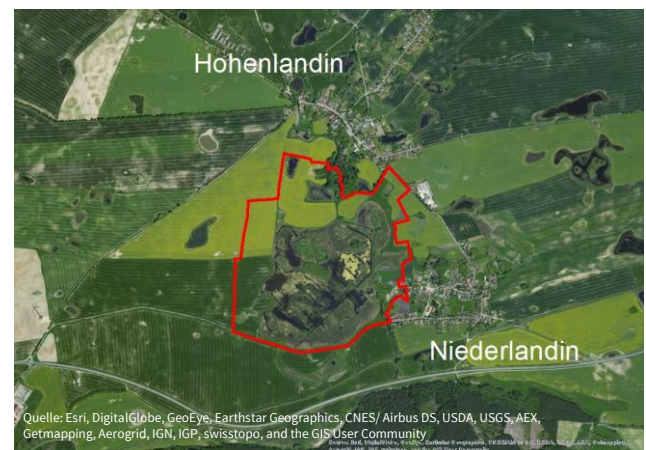 Hohenlandin
Niederlandin
Quelle: Esri, DigitalGlobe, GeoEye, Earthstar Geographics, CNES/ Airbus DS, USDA, USGS, AEX,
Getmapping, Aerogrid, IGN, IGP, swisstopo, and the GIS User Community